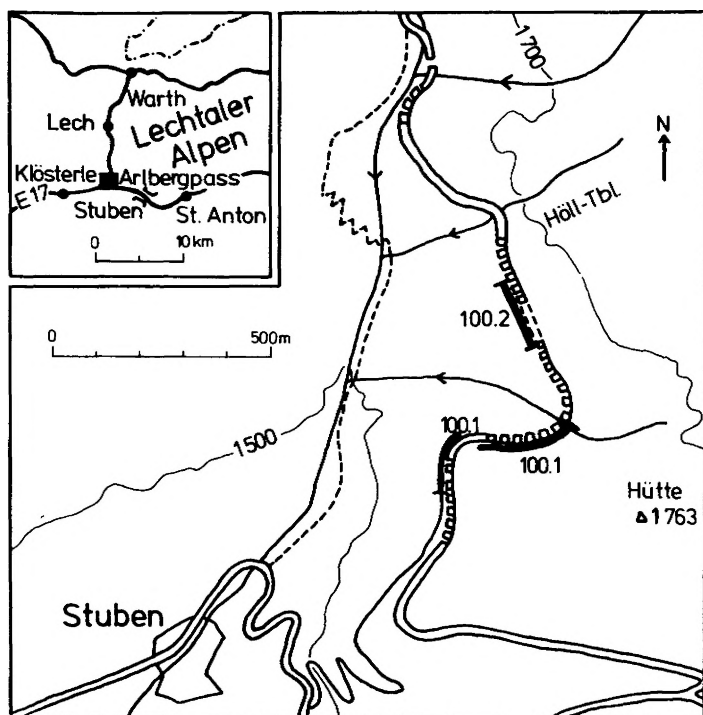 Warth
Lech
Lechtaler
Alpen
Klösterle
Arlbergpass
E17
Stuben
St. Anton
0 10 km
1700
N
Höll-Tbl.
0 500m
100.2
1500
100.1
100.1
Hütte
1763
Stuben